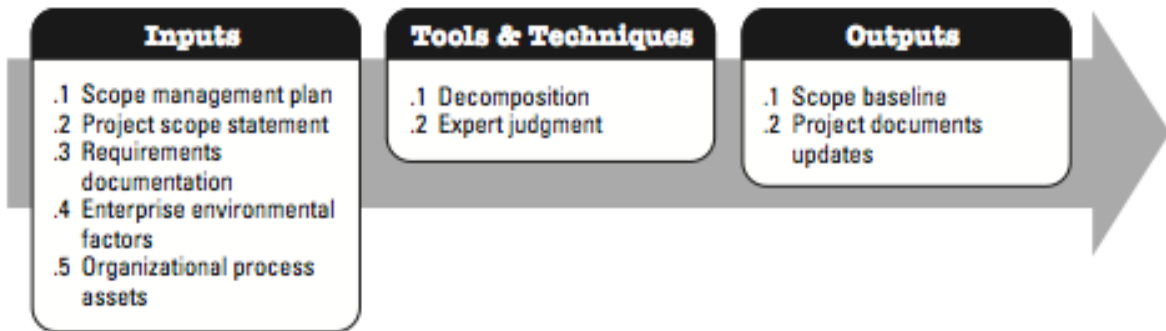 Inputs
.1 Scope management plan
.2 Project scope statement
.3 Requirements
documentation
.4 Enterprise environmental
factors
.5 Organizational process
assets
Tools & Techniques
.1 Decomposition
.2 Expert judgment
Outputs
.1 Scope baseline
.2 Project documents
updates